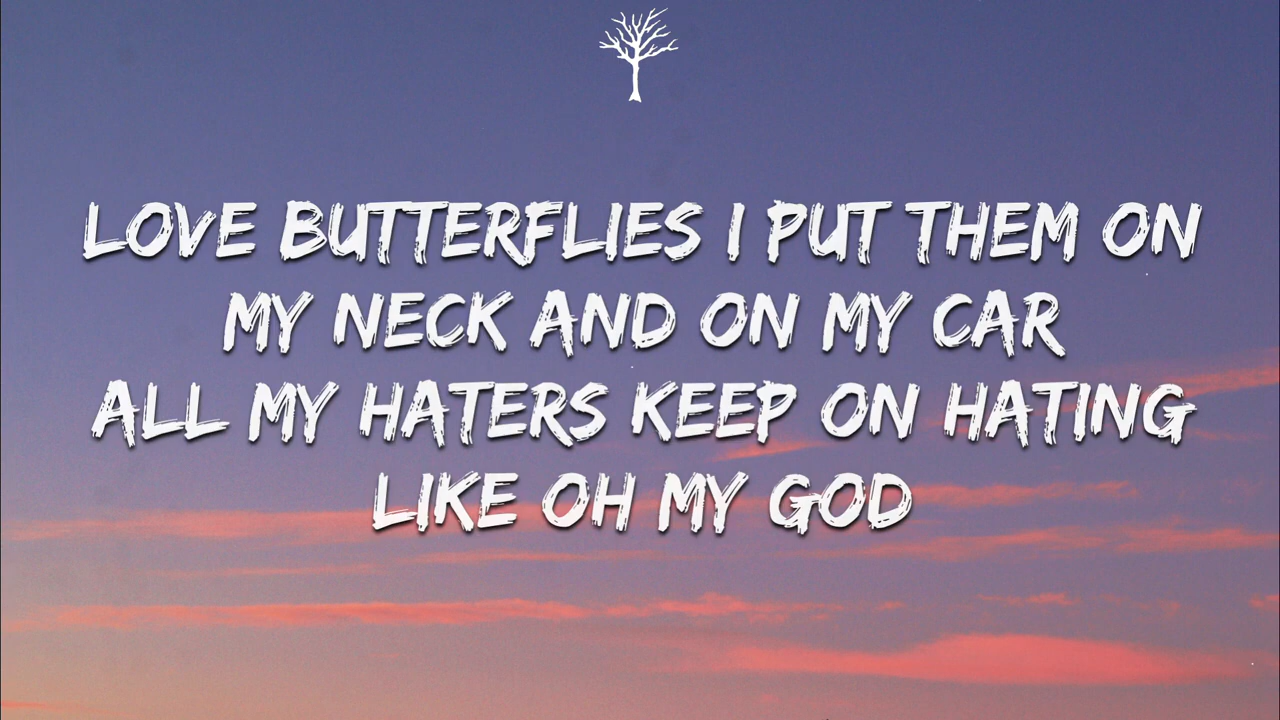 LOVE BUTTERFLIES I PUT THEM ON
MY NECK AND ON MY CAR
ALL MY HATERS KEEP ON HATING
LIKE OH MY GOD